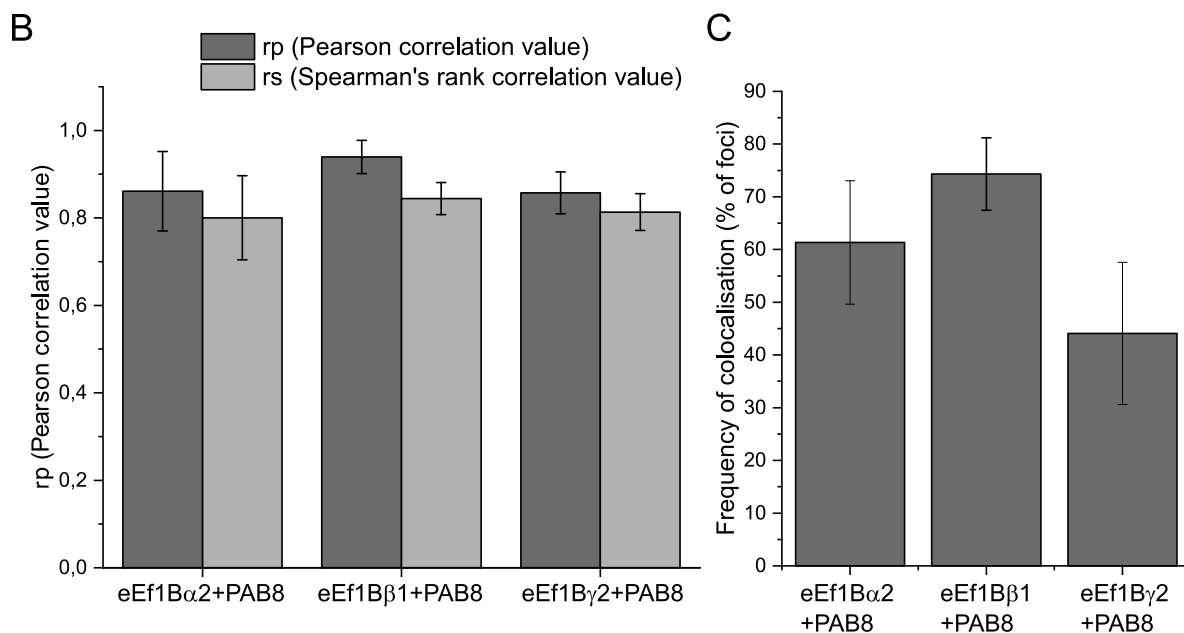 B
rp (Pearson correlation value)
rs (Spearman's rank correlation value)
rp (Pearson correlation value)
1,0
0,8
0,6
0,4
0,2
0,0
eEf1Bα2+PAB8 eEf1Bβ1+PAB8 eEf1Bγ2+PAB8
C
Frequency of colocalisation (% of foci)
90
80
70
60
50
40
30
20
10
0
eEf1Bα2 eEf1Bβ1 eEf1Bγ2
+PAB8 +PAB8 +PAB8